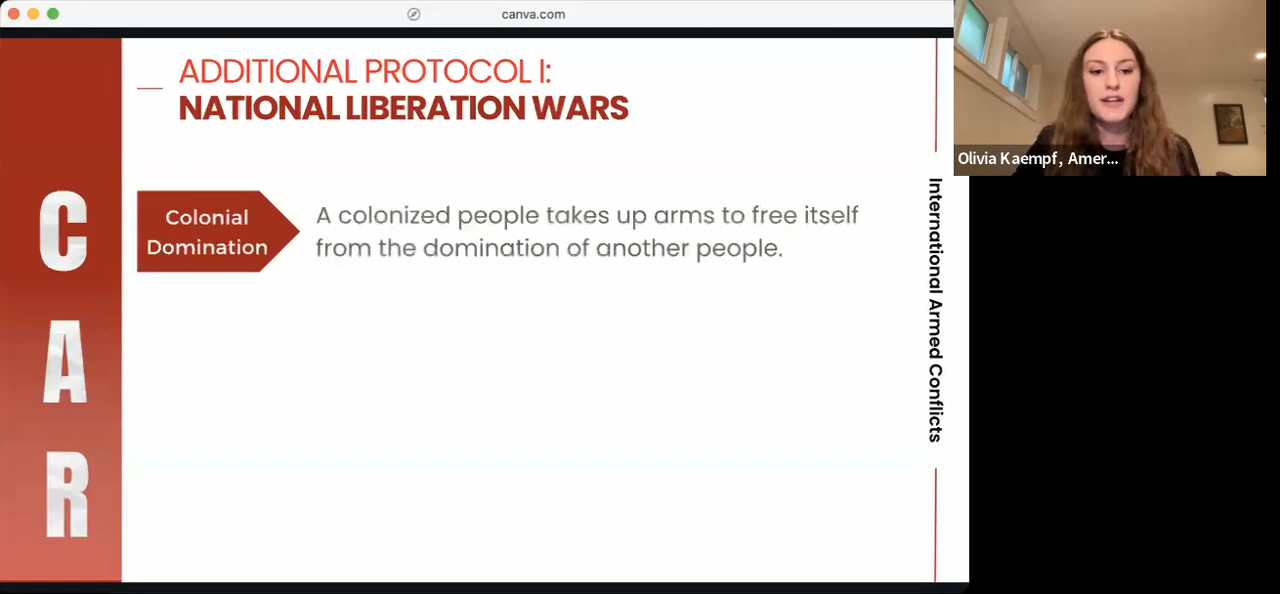 canva.com
ADDITIONAL PROTOCOL I:
NATIONAL LIBERATION WARS
C
A
R
Colonial
Domination
A colonized people takes up arms to free itself
from the domination of another people.
International Armed Conflicts
Olivia Kaempf, Amer...